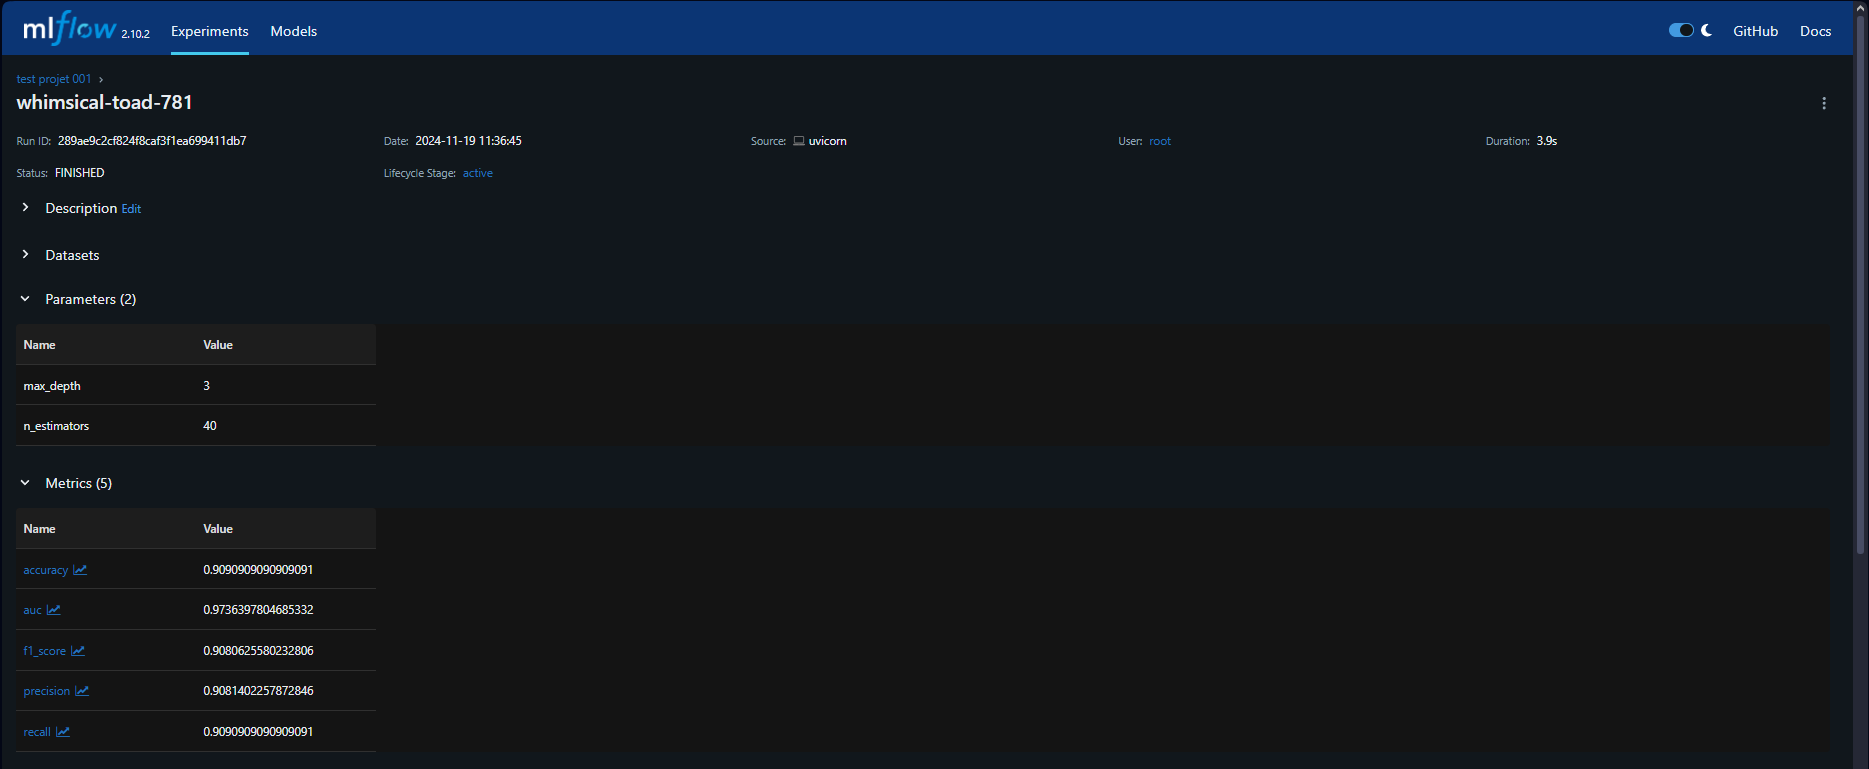 mlflow 2.10.2 Experiments Models GitHub Docs
test projet 001 ›
whimsical-toad-781
Run ID: 289ae9c2cf824f8caf3f1ea699411db7 Date: 2024-11-19 11:36:45 Source: uvicorn User: root Duration: 3.9s
Status: FINISHED Lifecycle Stage: active
Description Edit
Datasets
Parameters (2)
Name Value
max_depth 3
n_estimators 40
Metrics (5)
Name Value
accuracy 0.9090909090909091
auc 0.9736397804685332
f1_score 0.9080625580232806
precision 0.9081402257872846
recall 0.9090909090909091